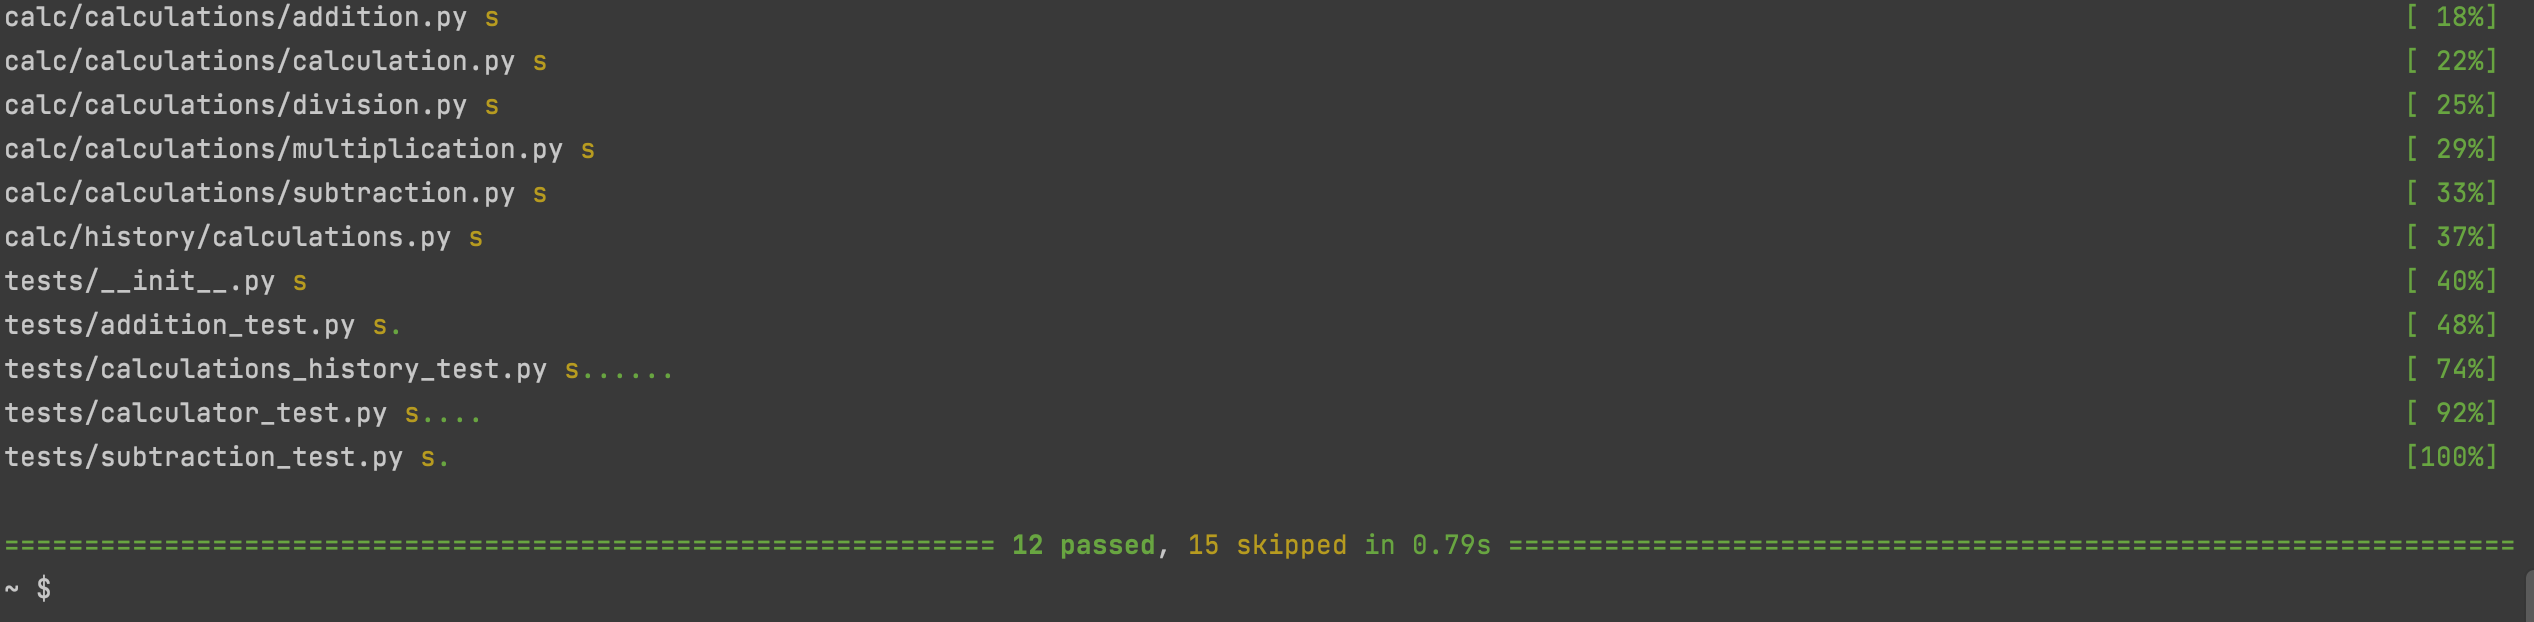 calc/calculations/addition.py s [ 18%]
calc/calculations/calculation.py s [ 22%]
calc/calculations/division.py s [ 25%]
calc/calculations/multiplication.py s [ 29%]
calc/calculations/subtraction.py s [ 33%]
calc/history/calculations.py s [ 37%]
tests/__init__.py s [ 40%]
tests/addition_test.py s. [ 48%]
tests/calculations_history_test.py s...... [ 74%]
tests/calculator_test.py s.... [ 92%]
tests/subtraction_test.py s. [100%]
============================================================== 12 passed, 15 skipped in 0.79s ===============================================================
~ $